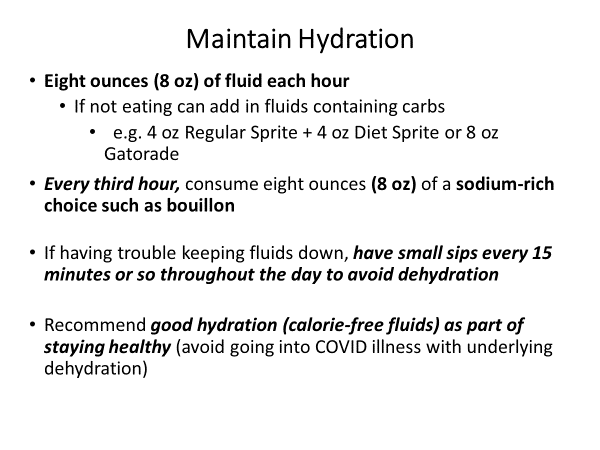 Maintain Hydration
• Eight ounces (8 oz) of fluid each hour
• If not eating can add in fluids containing carbs
• e.g. 4 oz Regular Sprite + 4 oz Diet Sprite or 8 oz
Gatorade
• Every third hour, consume eight ounces (8 oz) of a sodium-rich
choice such as bouillon
• If having trouble keeping fluids down, have small sips every 15
minutes or so throughout the day to avoid dehydration
• Recommend good hydration (calorie-free fluids) as part of
staying healthy (avoid going into COVID illness with underlying
dehydration)